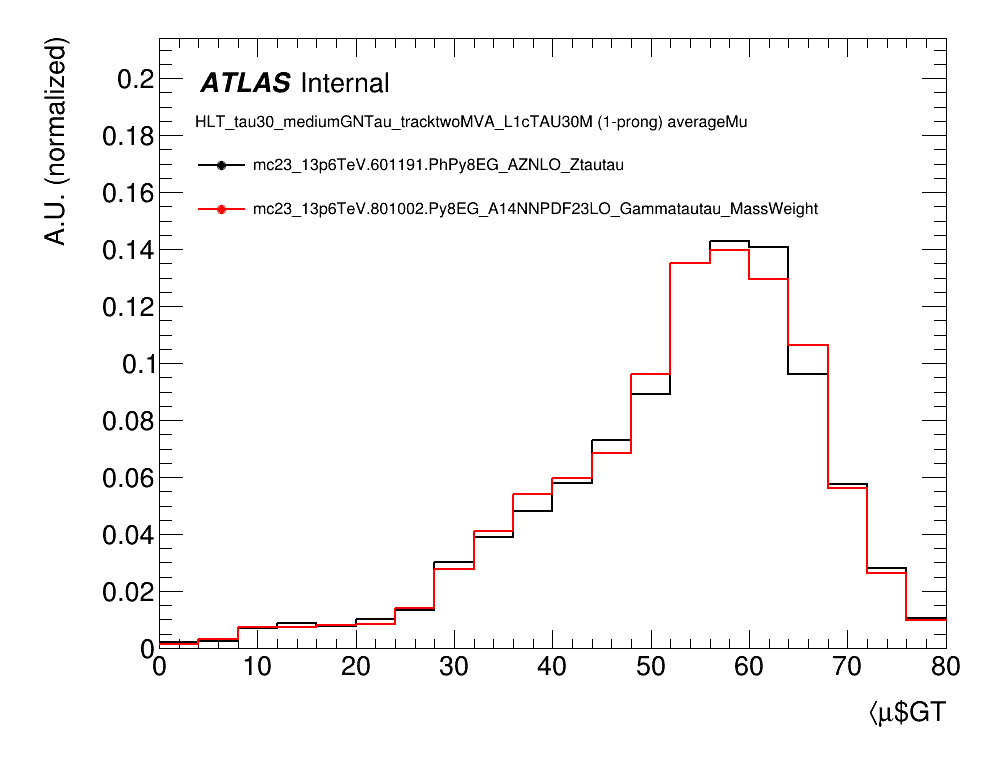 A.U. (normalized)
ATLAS Internal
HLT_tau30_mediumGNTau_tracktwoMVA_L1cTAU30M (1-prong) averageMu
mc23_13p6TeV.601191.PhPy8EG_AZNLO_Ztautau
mc23_13p6TeV.801002.Py8EG_A14NNPDF23LO_Gammatautau_MassWeight
0.2
0.18
0.16
0.14
0.12
0.1
0.08
0.06
0.04
0.02
0
0 10 20 30 40 50 60 70 80
⟨μ$GT